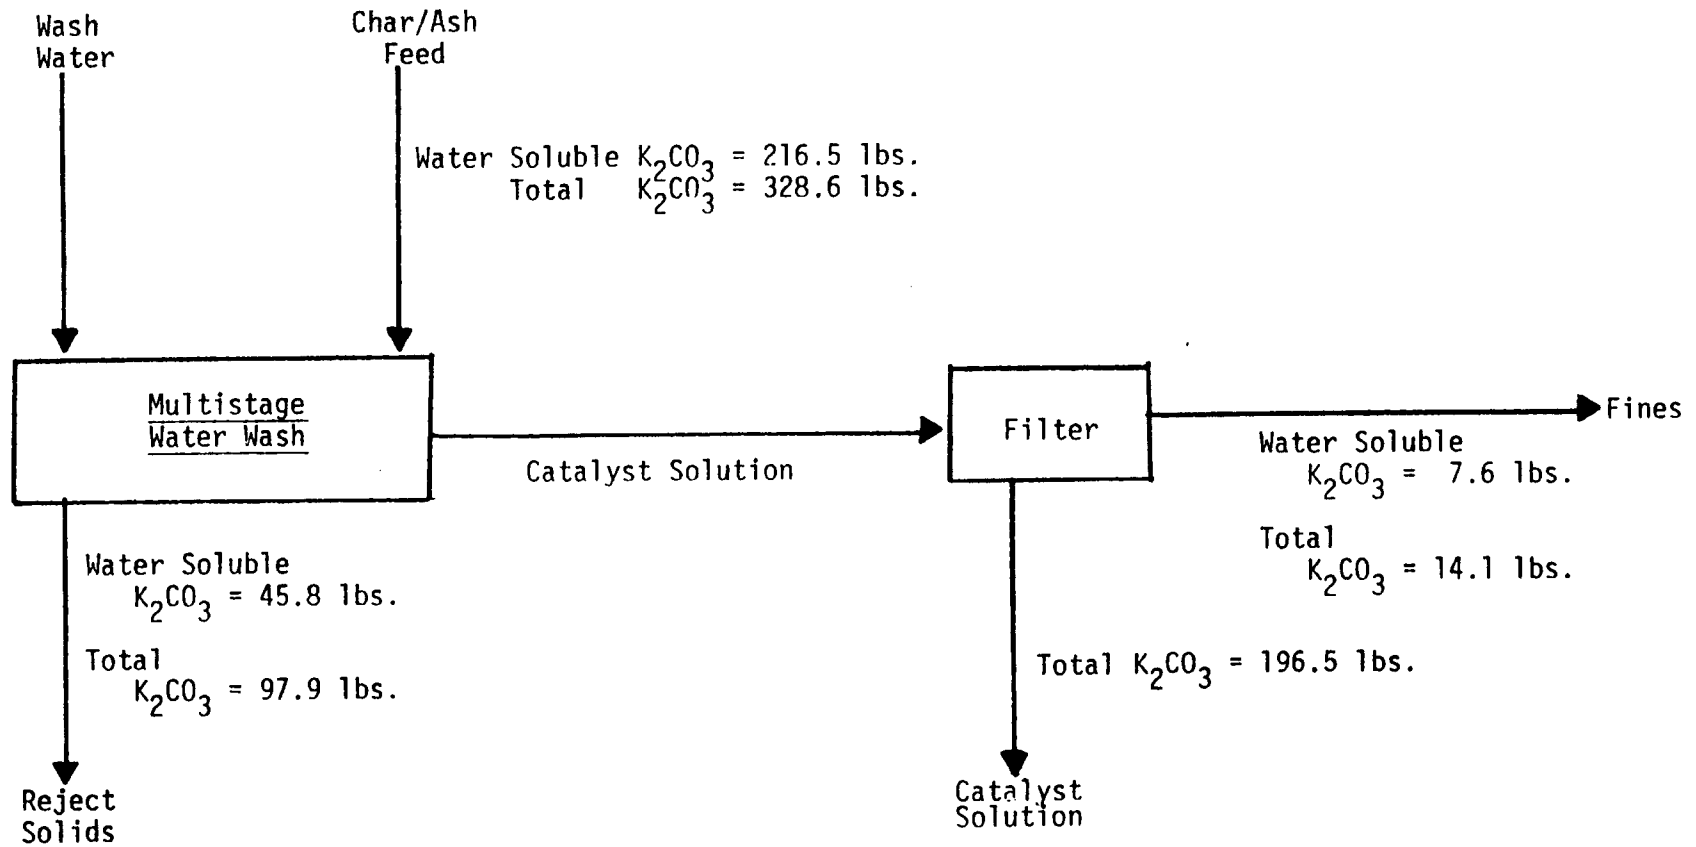 Wash
Water
Char/Ash
Feed
Water Soluble K2CO3 = 216.5 lbs.
Total K2CO3 = 328.6 lbs.
Multistage
Water Wash
Catalyst Solution
Filter
Fines
Water Soluble
K2CO3 = 7.6 lbs.
Total
K2CO3 = 14.1 lbs.
Water Soluble
K2CO3 = 45.8 lbs.
Total
K2CO3 = 97.9 lbs.
Total K2CO3 = 196.5 lbs.
Reject
Solids
Catalyst
Solution